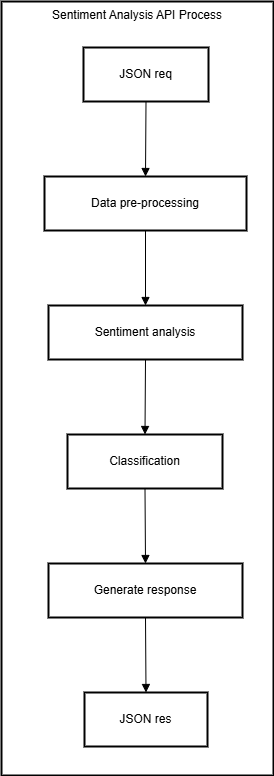 Sentiment Analysis API Process
JSON req
Data pre-processing
Sentiment analysis
Classification
Generate response
JSON res